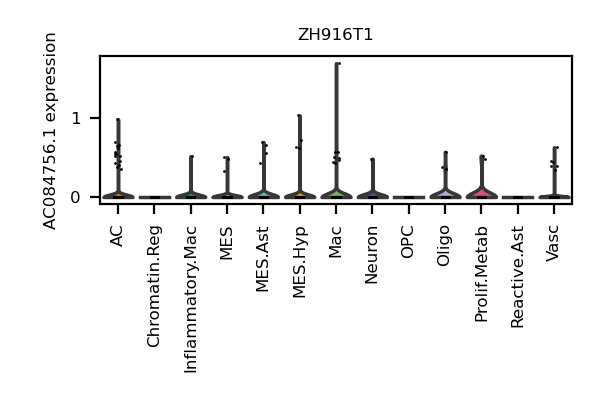 ZH916T1
AC084756.1 expression
1
0
AC
Chromatin.Reg
Inflammatory.Mac
MES
MES.Ast
MES.Hyp
Mac
Neuron
OPC
Oligo
Prolif.Metab
Reactive.Ast
Vasc